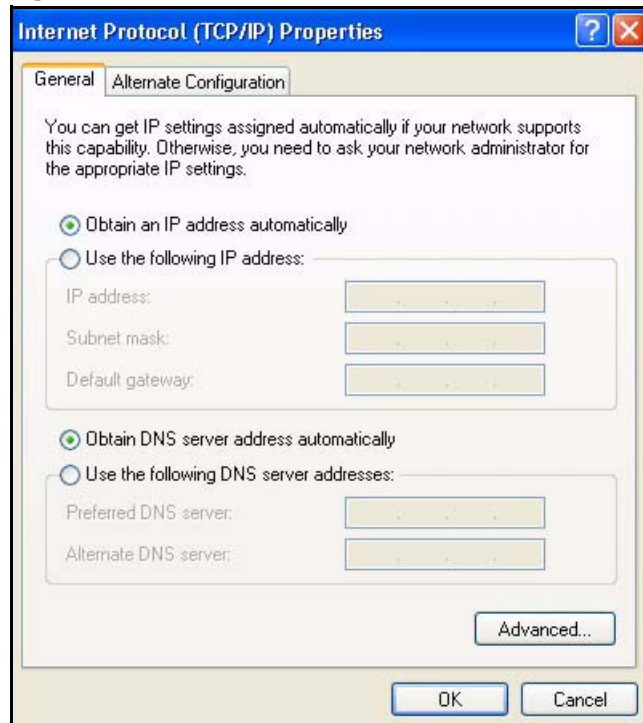 Internet Protocol (TCP/IP) Properties
General
Alternate Configuration
You can get IP settings assigned automatically if your network supports
this capability. Otherwise, you need to ask your network administrator for
the appropriate IP settings.
Obtain an IP address automatically
Use the following IP address:
IP address:
Subnet mask:
Default gateway:
Obtain DNS server address automatically
Use the following DNS server addresses:
Preferred DNS server:
Alternate DNS server:
Advanced...
OK
Cancel